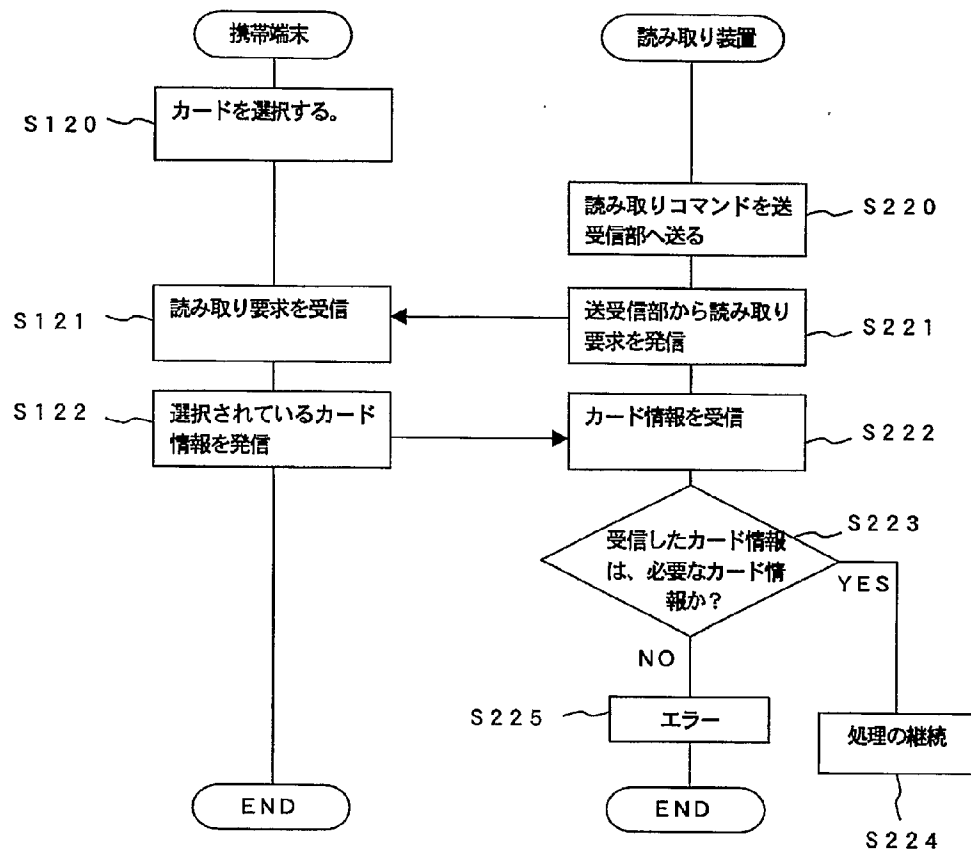 携帯端末
読み取り装置
カードを選択する。
S120
読み取りコマンドを送
受信部へ送る
S220
読み取り要求を受信
S121
送受信部から読み取り
要求を発信
S221
S122
選択されているカード
情報を発信
カード情報を受信
S222
S223
受信したカード情報
は、必要なカード情
報か？
YES
NO
S225
エラー
処理の継続
END
END
S224